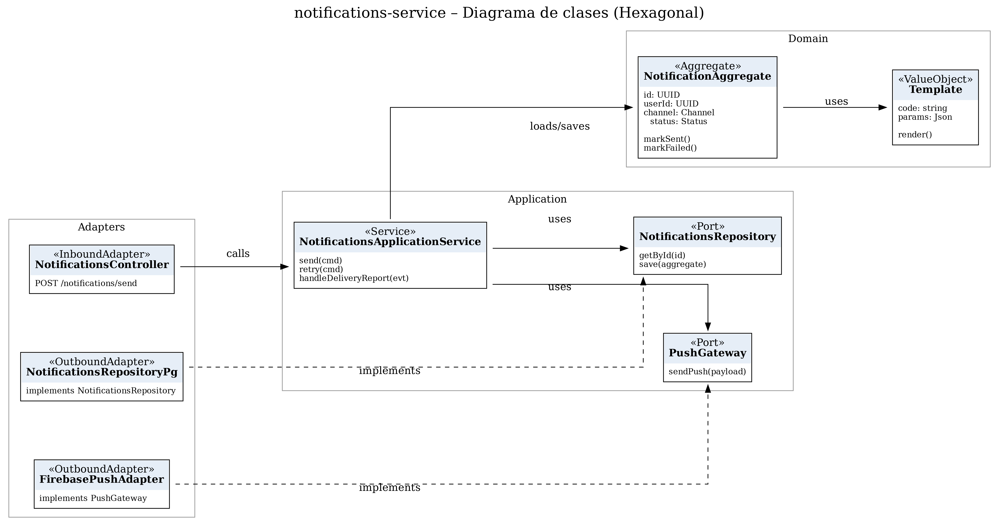 notifications-service – Diagrama de clases (Hexagonal)
Domain
«Aggregate»
NotificationAggregate
id: UUID
userId: UUID
channel: Channel
status: Status
markSent()
markFailed()
uses
«ValueObject»
Template
code: string
params: Json
render()
loads/saves
Application
«Service»
NotificationsApplicationService
send(cmd)
retry(cmd)
handleDeliveryReport(evt)
uses
«Port»
NotificationsRepository
getById(id)
save(aggregate)
uses
«Port»
PushGateway
sendPush(payload)
Adapters
«InboundAdapter»
NotificationsController
POST /notifications/send
calls
«OutboundAdapter»
NotificationsRepositoryPg
implements NotificationsRepository
implements
«OutboundAdapter»
FirebasePushAdapter
implements PushGateway
implements